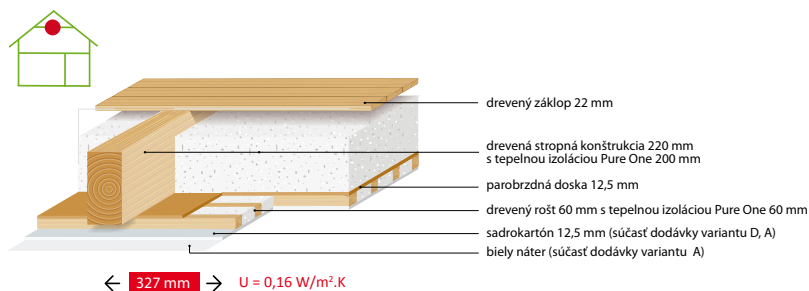 drevený záklop 22 mm
drevená stropná konštrukcia 220 mm
s tepelnou izoláciou Pure One 200 mm
parobrzdná doska 12,5 mm
drevený rošt 60 mm s tepelnou izoláciou Pure One 60 mm
sadrokartón 12,5 mm (súčasť dodávky variantu D, A)
biely náter (súčasť dodávky variantu A)
← 327 mm → U = 0,16 W/m².K